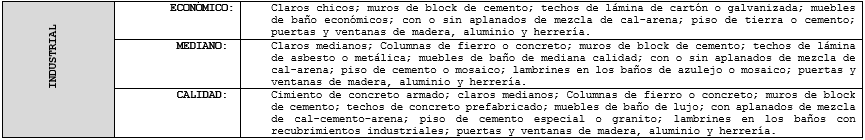 INDUSTRIAL
ECONÓMICO:
Claros chicos; muros de block de cemento; techos de lámina de cartón o galvanizada; muebles
de baño económicos; con o sin aplanados de mezcla de cal-arena; piso de tierra o cemento;
puertas y ventanas de madera, aluminio y herrería.
MEDIANO:
Claros medianos; Columnas de fierro o concreto; muros de block de cemento; techos de lámina
de asbesto o metálica; muebles de baño de mediana calidad; con o sin aplanados de mezcla de
cal-arena; piso de cemento o mosaico; lambrines en los baños de azulejo o mosaico; puertas y
ventanas de madera, aluminio y herrería.
CALIDAD:
Cimiento de concreto armado; claros medianos; Columnas de fierro o concreto; muros de block
de cemento; techos de concreto prefabricado; muebles de baño de lujo; con aplanados de mezcla
de cal-cemento-arena; piso de cemento especial o granito; lambrines en los baños con
recubrimientos industriales; puertas y ventanas de madera, aluminio y herrería.